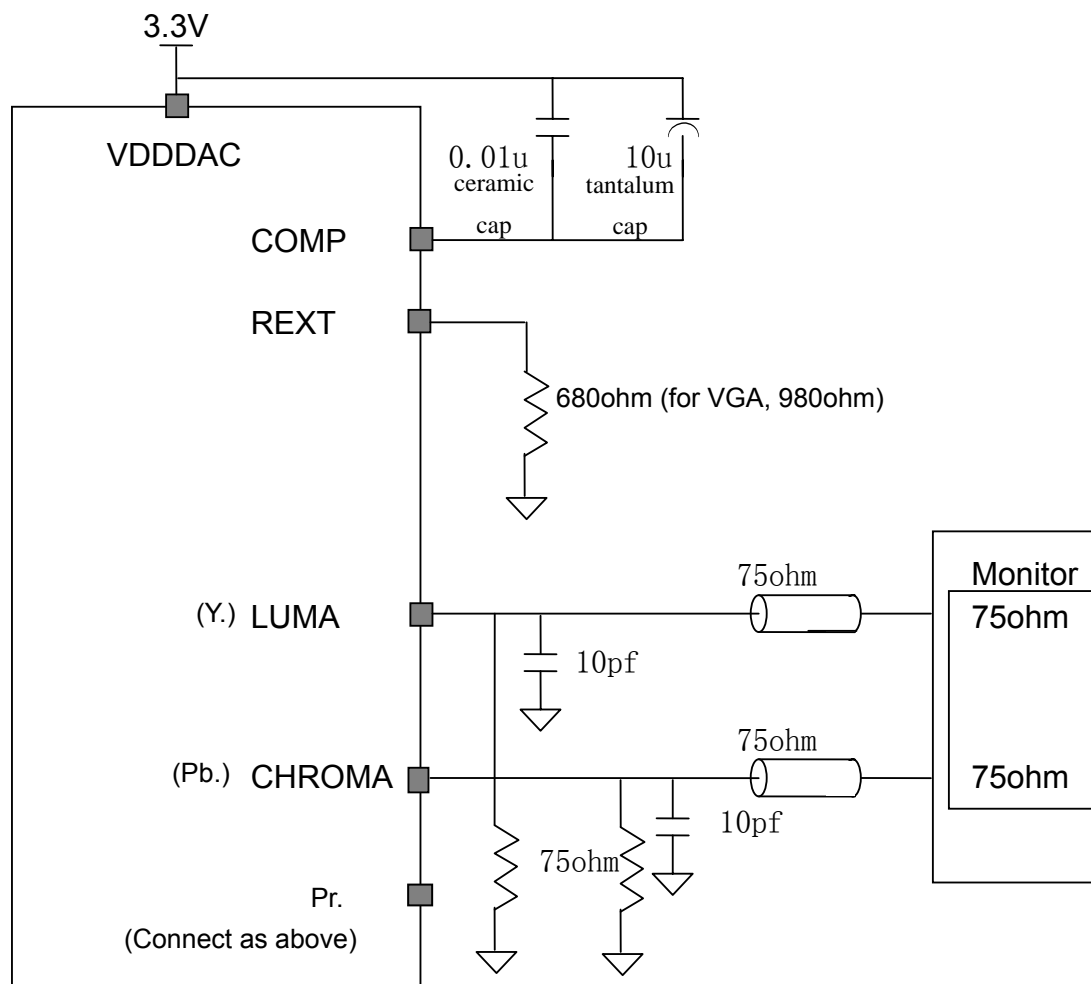 3.3V
VDDDAC
0.01u
ceramic
cap
10u
tantalum
cap
COMP
REXT
680ohm (for VGA, 980ohm)
75ohm
Monitor
(Y.) LUMA
75ohm
10pf
75ohm
(Pb.) CHROMA
75ohm
10pf
75ohm
Pr.
(Connect as above)